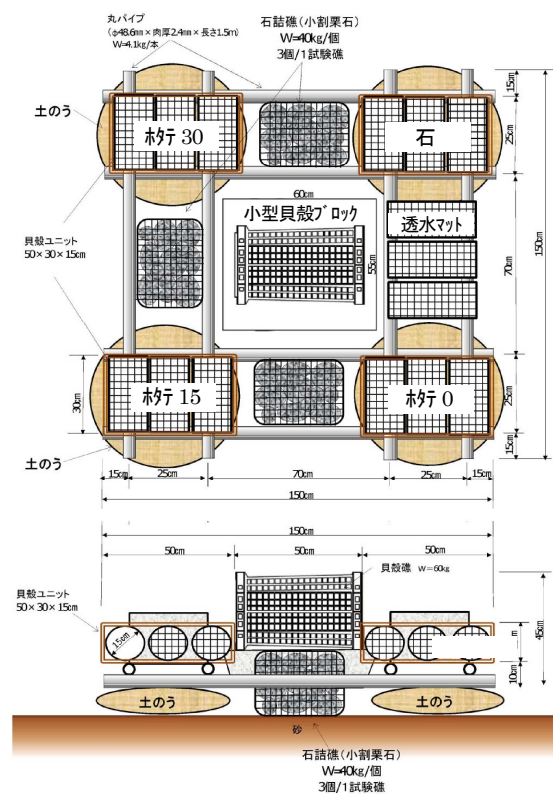 丸パイプ
（φ48.6mm×肉厚2.4mm×長さ1.5m）
W=4.1kg/本
石詰礁（小割栗石）
W=40kg/個
3個/1試験礁
土のう
ホタテ 30
石
15cm
25cm
60cm
小型貝殻ブロック
55cm
透水マット
貝殻ユニット
50×30×15cm
70cm
150cm
ホタテ 15
ホタテ 0
30cm
25cm
15cm
土のう
15cm
25cm
70cm
25cm
15cm
150cm
150cm
50cm
50cm
50cm
貝殻礁 W=60kg
貝殻ユニット
50×30×15cm
15cm
m
45cm
10cm
土のう
土のう
砂
石詰礁（小割栗石）
W=40kg/個
3個/1試験礁